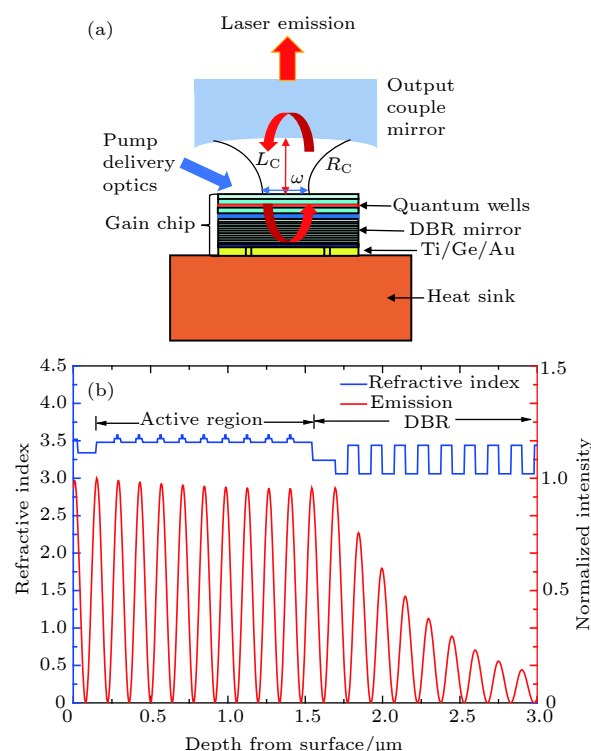 (a)
Laser emission
Output
couple
mirror
Pump
delivery
optics
L_C
R_C
ω
Gain chip
Quantum wells
DBR mirror
Ti/Ge/Au
Heat sink
(b)
Refractive index
Emission
Active region
DBR
4.5
4.0
3.5
3.0
2.5
2.0
1.5
1.0
0.5
0
Refractive index
1.5
1.0
0.5
0
Normalized intensity
0 0.5 1.0 1.5 2.0 2.5 3.0
Depth from surface/μm